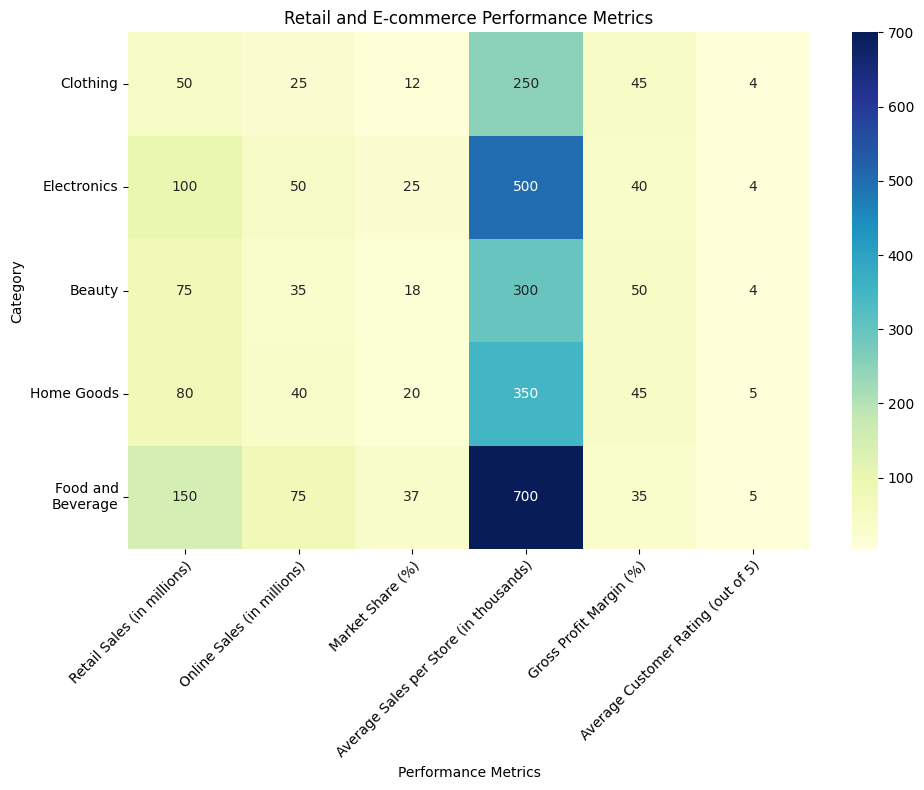 Retail and E-commerce Performance Metrics
Category
Clothing 50 25 12 250 45 4
Electronics 100 50 25 500 40 4
Beauty 75 35 18 300 50 4
Home Goods 80 40 20 350 45 5
Food and
Beverage 150 75 37 700 35 5
Retail Sales (in millions)
Online Sales (in millions)
Market Share (%)
Average Sales per Store (in thousands)
Gross Profit Margin (%)
Average Customer Rating (out of 5)
Performance Metrics
700
600
500
400
300
200
100